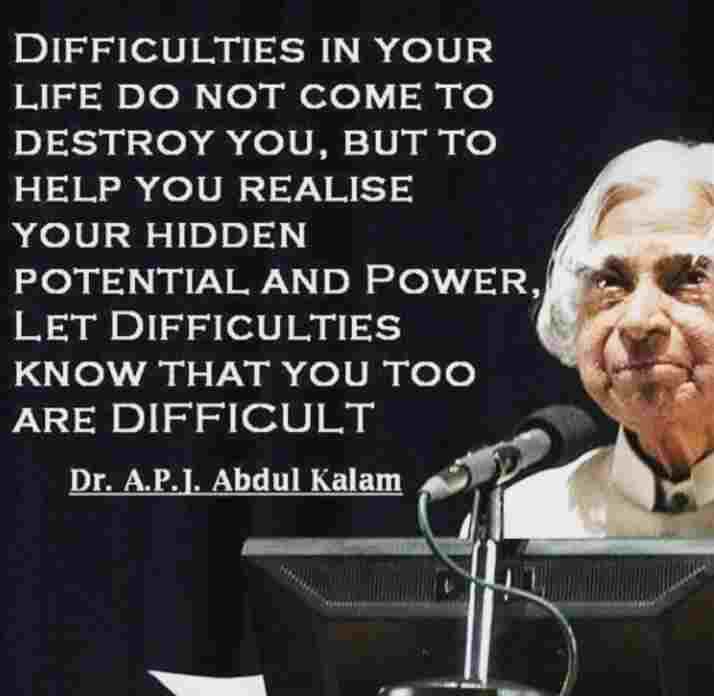 Difficulties in your
life do not come to
destroy you, but to
help you realise
your hidden
potential and Power,
Let Difficulties
know that you too
are DIFFICULT
Dr. A.P.J. Abdul Kalam